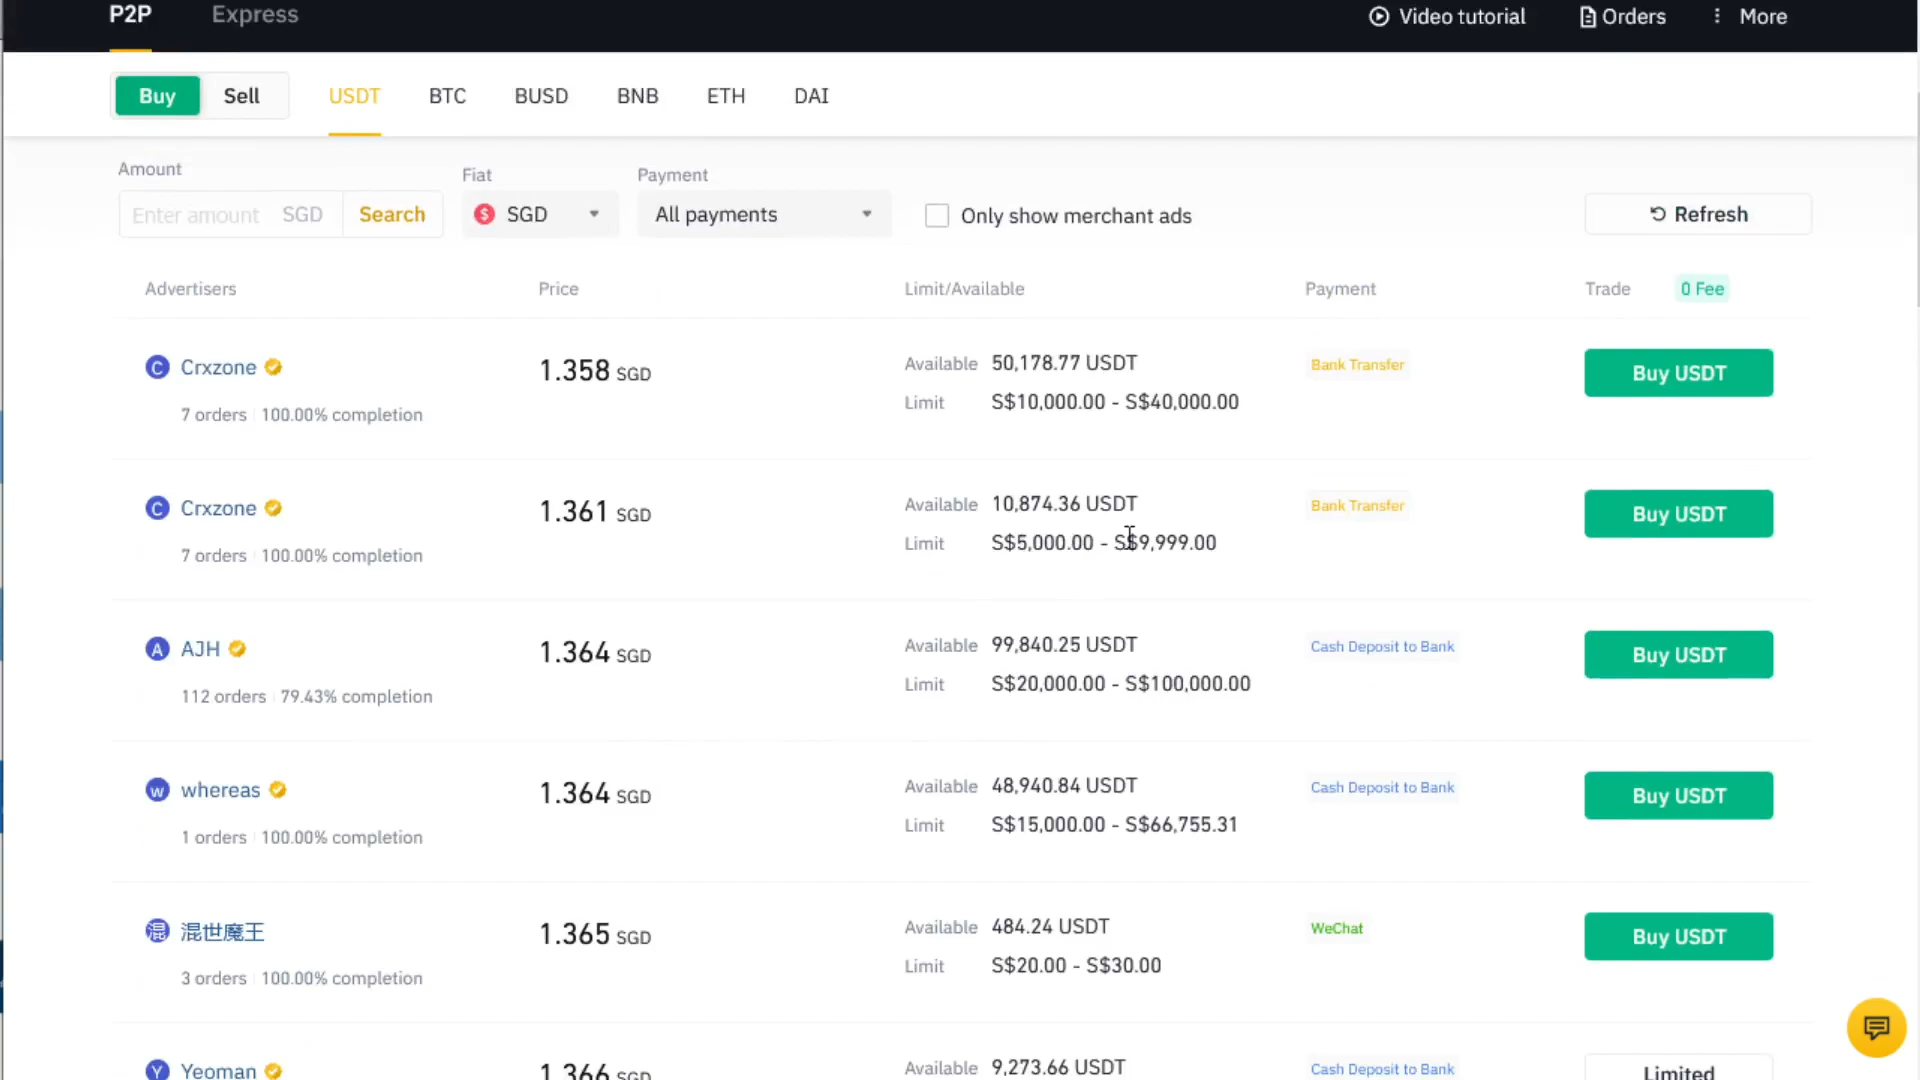 P2P Express Video tutorial Orders More
Buy Sell USDT BTC BUSD BNB ETH DAI
Amount Fiat Payment
Enter amount SGD Search $ SGD All payments Only show merchant ads Refresh
Advertisers Price Limit/Available Payment Trade 0 Fee
C Crxzone 1.358 SGD Available 50,178.77 USDT Bank Transfer Buy USDT
7 orders 100.00% completion Limit S$10,000.00 - S$40,000.00
C Crxzone 1.361 SGD Available 10,874.36 USDT Bank Transfer Buy USDT
7 orders 100.00% completion Limit S$5,000.00 - S$9,999.00
A AJH 1.364 SGD Available 99,840.25 USDT Cash Deposit to Bank Buy USDT
112 orders 79.43% completion Limit S$20,000.00 - S$100,000.00
w whereas 1.364 SGD Available 48,940.84 USDT Cash Deposit to Bank Buy USDT
1 orders 100.00% completion Limit S$15,000.00 - S$66,755.31
混 混世魔王 1.365 SGD Available 484.24 USDT WeChat Buy USDT
3 orders 100.00% completion Limit S$20.00 - S$30.00
Y Yeoman 1.366 SGD Available 9,273.66 USDT Cash Deposit to Bank Limited